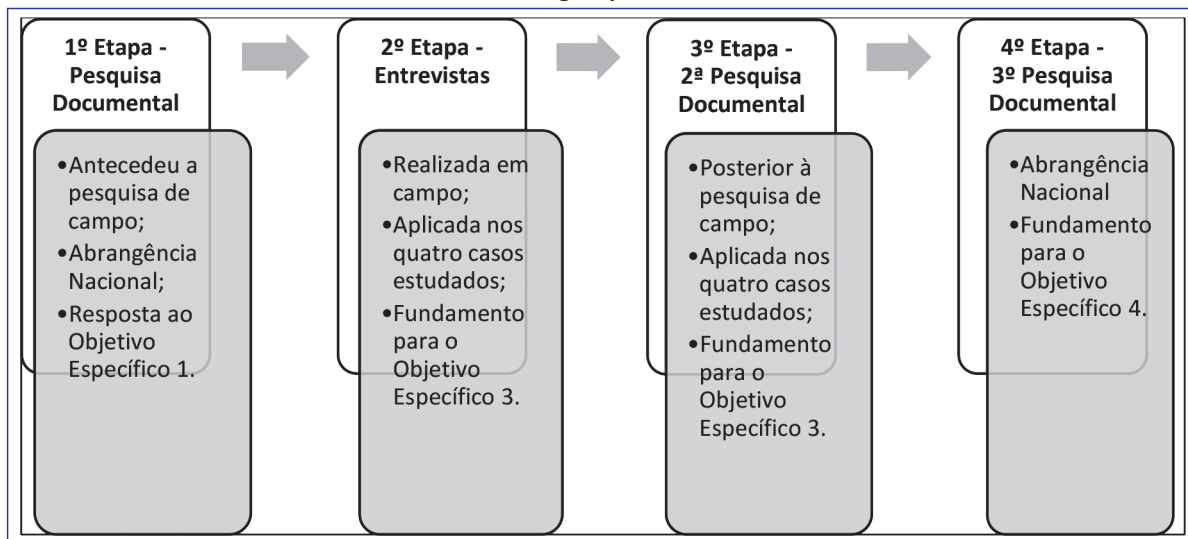 1º Etapa -
Pesquisa
Documental
•Antecedeu a
pesquisa de
campo;
•Abrangência
Nacional;
•Resposta ao
Objetivo
Específico 1.
2º Etapa -
Entrevistas
•Realizada em
campo;
•Aplicada nos
quatro casos
estudados;
•Fundamento
para o
Objetivo
Específico 3.
3º Etapa -
2ª Pesquisa
Documental
•Posterior à
pesquisa de
campo;
•Aplicada nos
quatro casos
estudados;
•Fundamento
para o
Objetivo
Específico 3.
4º Etapa -
3º Pesquisa
Documental
•Abrangência
Nacional
•Fundamento
para o
Objetivo
Específico 4.